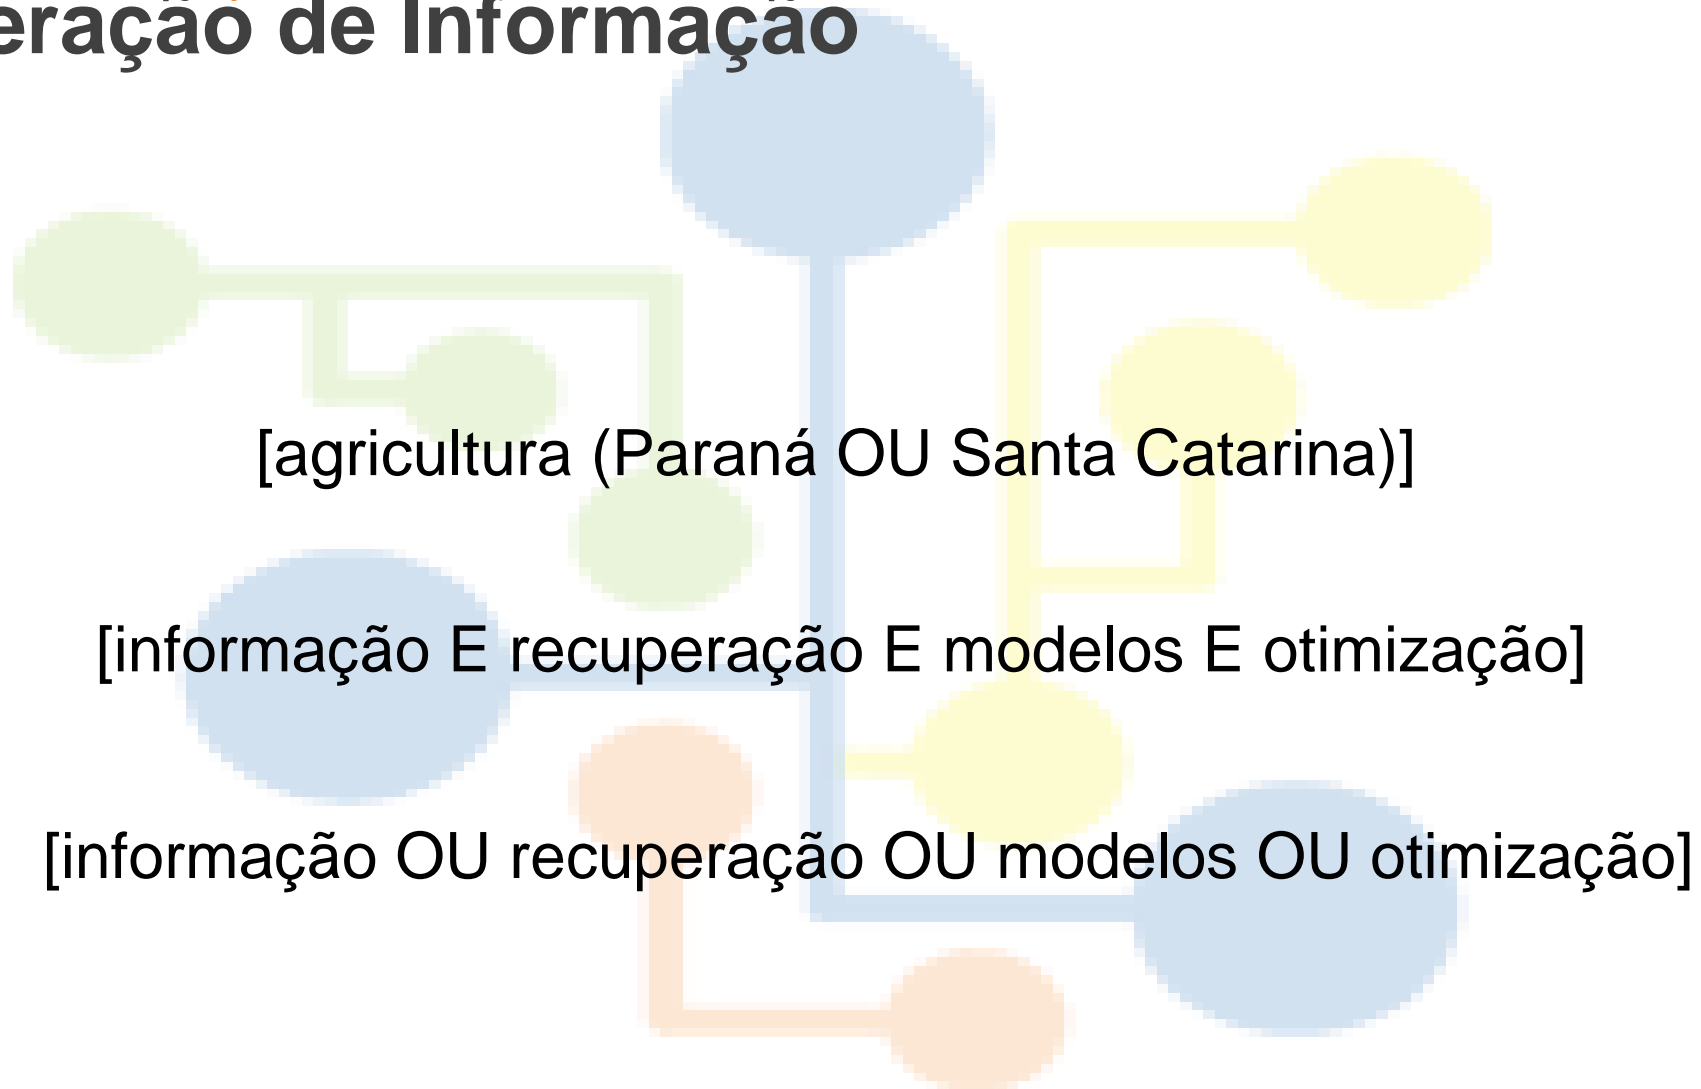 eração de Informação
[agricultura (Paraná OU Santa Catarina)]
[informação E recuperação E modelos E otimização]
[informação OU recuperação OU modelos OU otimização]